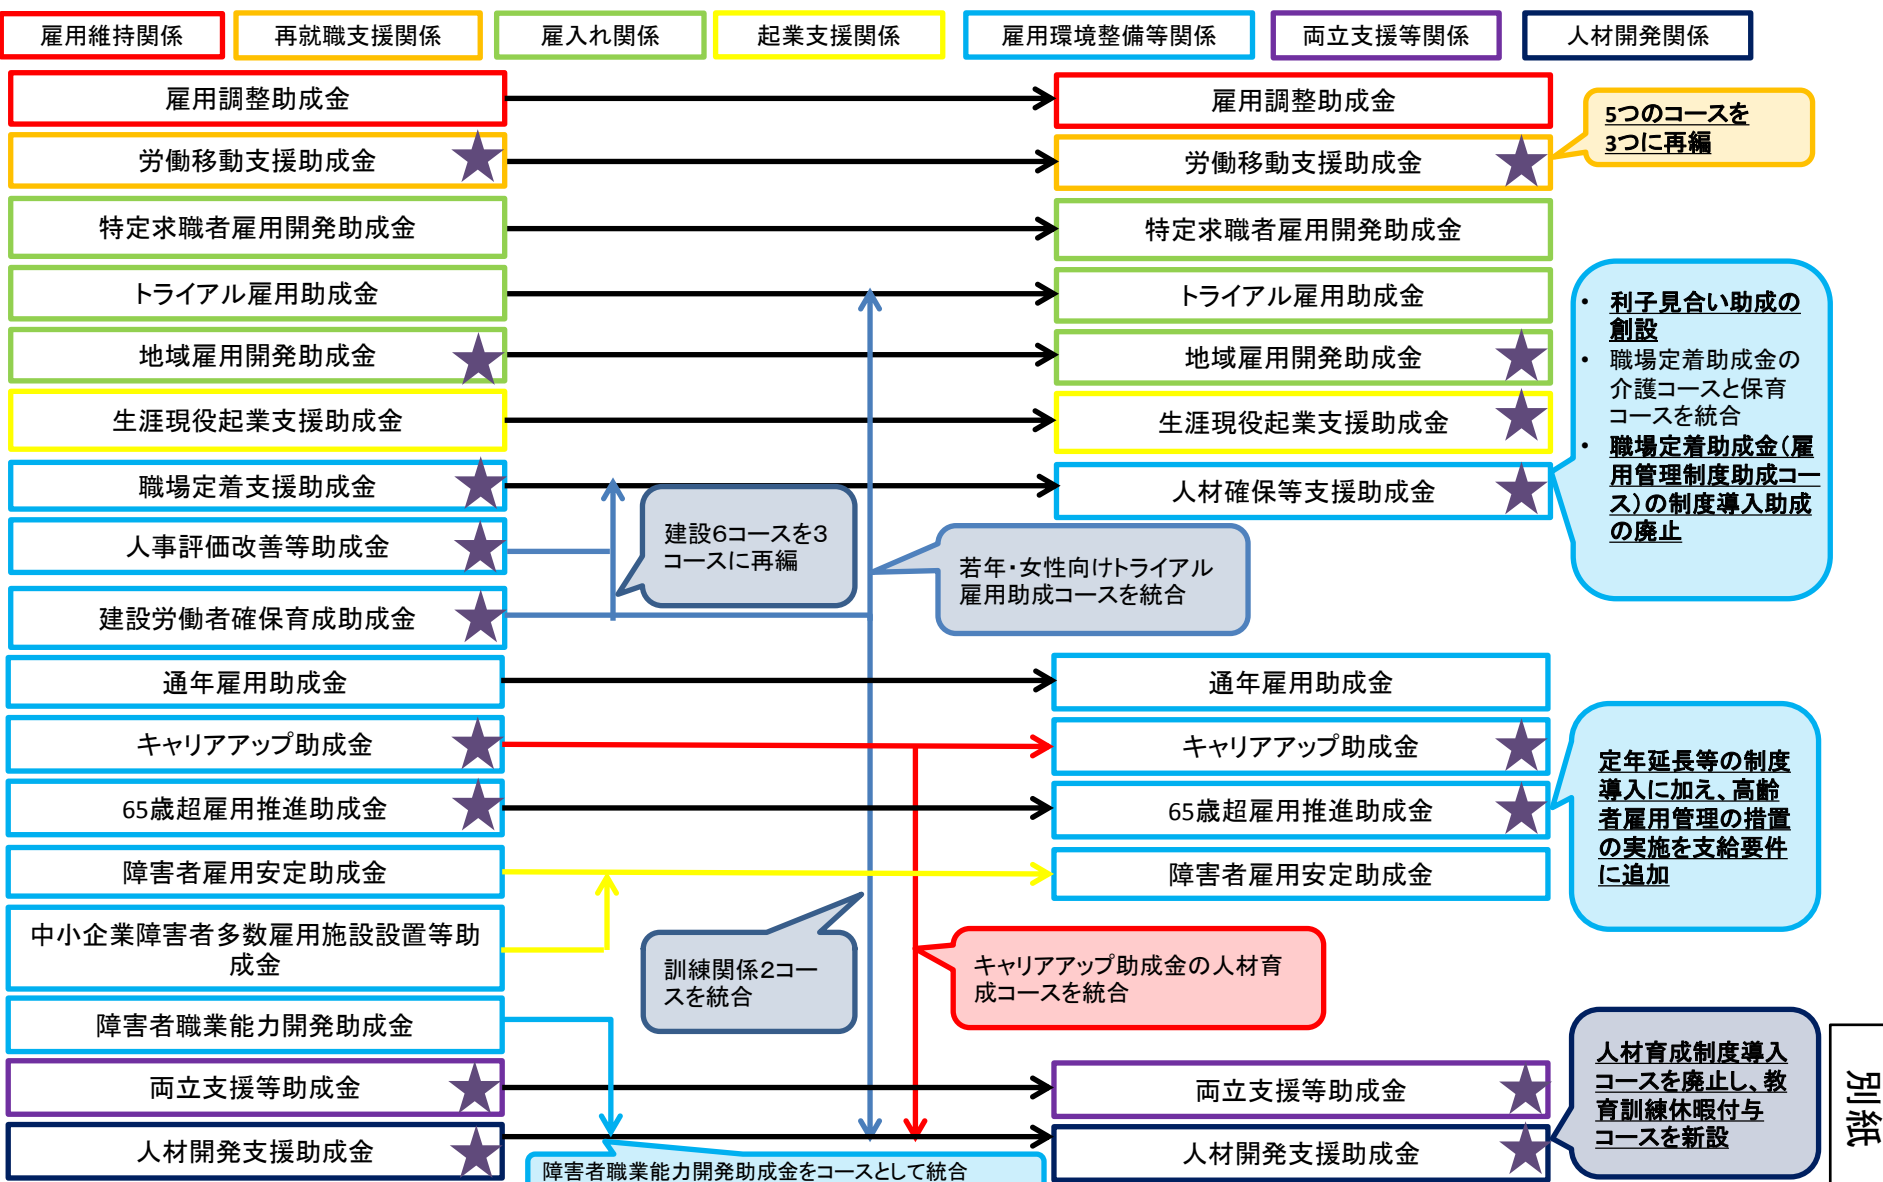 雇用維持関係
再就職支援関係
雇入れ関係
起業支援関係
雇用環境整備等関係
両立支援等関係
人材開発関係
雇用調整助成金
雇用調整助成金
5つのコースを
3つに再編
労働移動支援助成金
労働移動支援助成金
特定求職者雇用開発助成金
特定求職者雇用開発助成金
トライアル雇用助成金
トライアル雇用助成金
地域雇用開発助成金
地域雇用開発助成金
・ 利子見合い助成の
創設
・ 職場定着助成金の
介護コースと保育
コースを統合
・ 職場定着助成金(雇
用管理制度助成コー
ス)の制度導入助成
の廃止
生涯現役起業支援助成金
生涯現役起業支援助成金
職場定着支援助成金
人材確保等支援助成金
人事評価改善等助成金
建設6コースを3
コースに再編
若年・女性向けトライアル
雇用助成コースを統合
建設労働者確保育成助成金
通年雇用助成金
通年雇用助成金
キャリアアップ助成金
キャリアアップ助成金
65歳超雇用推進助成金
65歳超雇用推進助成金
定年延長等の制度
導入に加え、高齢
者雇用管理の措置
の実施を支給要件
に追加
障害者雇用安定助成金
障害者雇用安定助成金
中小企業障害者多数雇用施設設置等助
成金
訓練関係2コー
スを統合
キャリアアップ助成金の人材育
成コースを統合
障害者職業能力開発助成金
両立支援等助成金
両立支援等助成金
人材育成制度導入
コースを廃止し、教
育訓練休暇付与
コースを新設
別紙
人材開発支援助成金
人材開発支援助成金
障害者職業能力開発助成金をコースとして統合